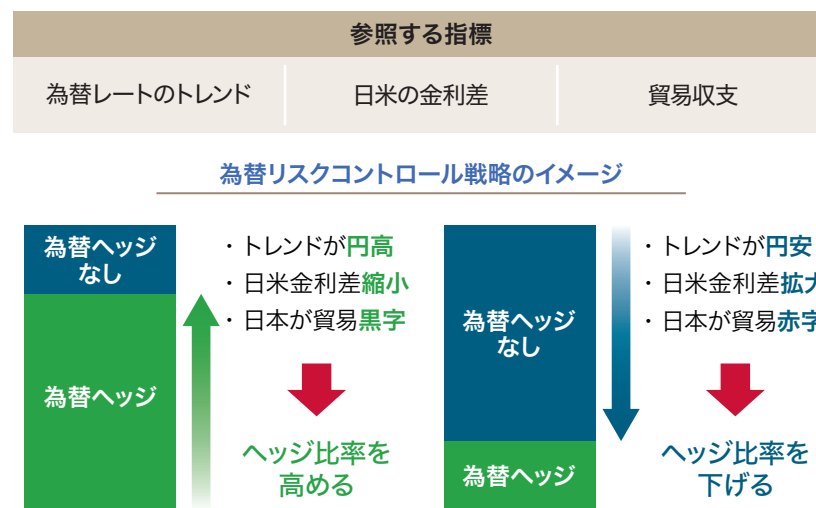 参照する指標
為替レートのトレンド
日米の金利差
貿易収支
為替リスクコントロール戦略のイメージ
為替ヘッジ
なし
為替ヘッジ
・トレンドが円高
・日米金利差縮小
・日本が貿易黒字
ヘッジ比率を
高める
為替ヘッジ
なし
為替ヘッジ
・トレンドが円安
・日米金利差拡大
・日本が貿易赤字
ヘッジ比率を
下げる